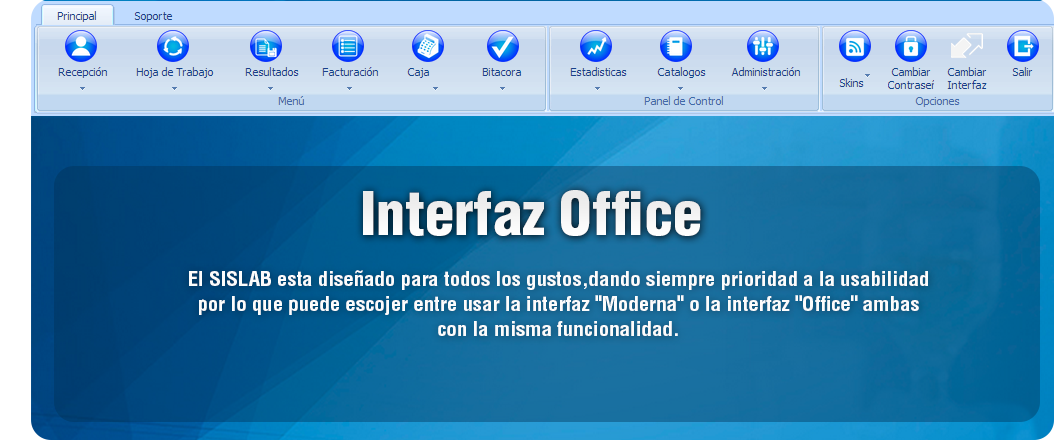 Principal Soporte
Recepción Hoja de Trabajo Resultados Facturación Caja Bitacora Estadisticas Catalogos Administración Skins Cambiar Contraseí Cambiar Interfaz Salir
Menú Panel de Control Opciones
Interfaz Office
El SISLAB esta diseñado para todos los gustos,dando siempre prioridad a la usabilidad
por lo que puede escojer entre usar la interfaz "Moderna" o la interfaz "Office" ambas
con la misma funcionalidad.